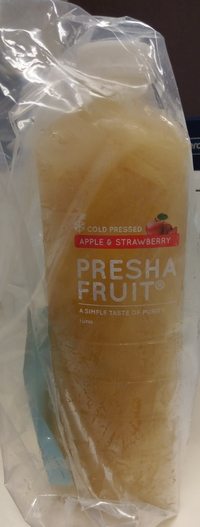 COLD PRESSED
APPLE & STRAWBERRY
PRESHA
FRUIT®
A SIMPLE TASTE OF PURITY